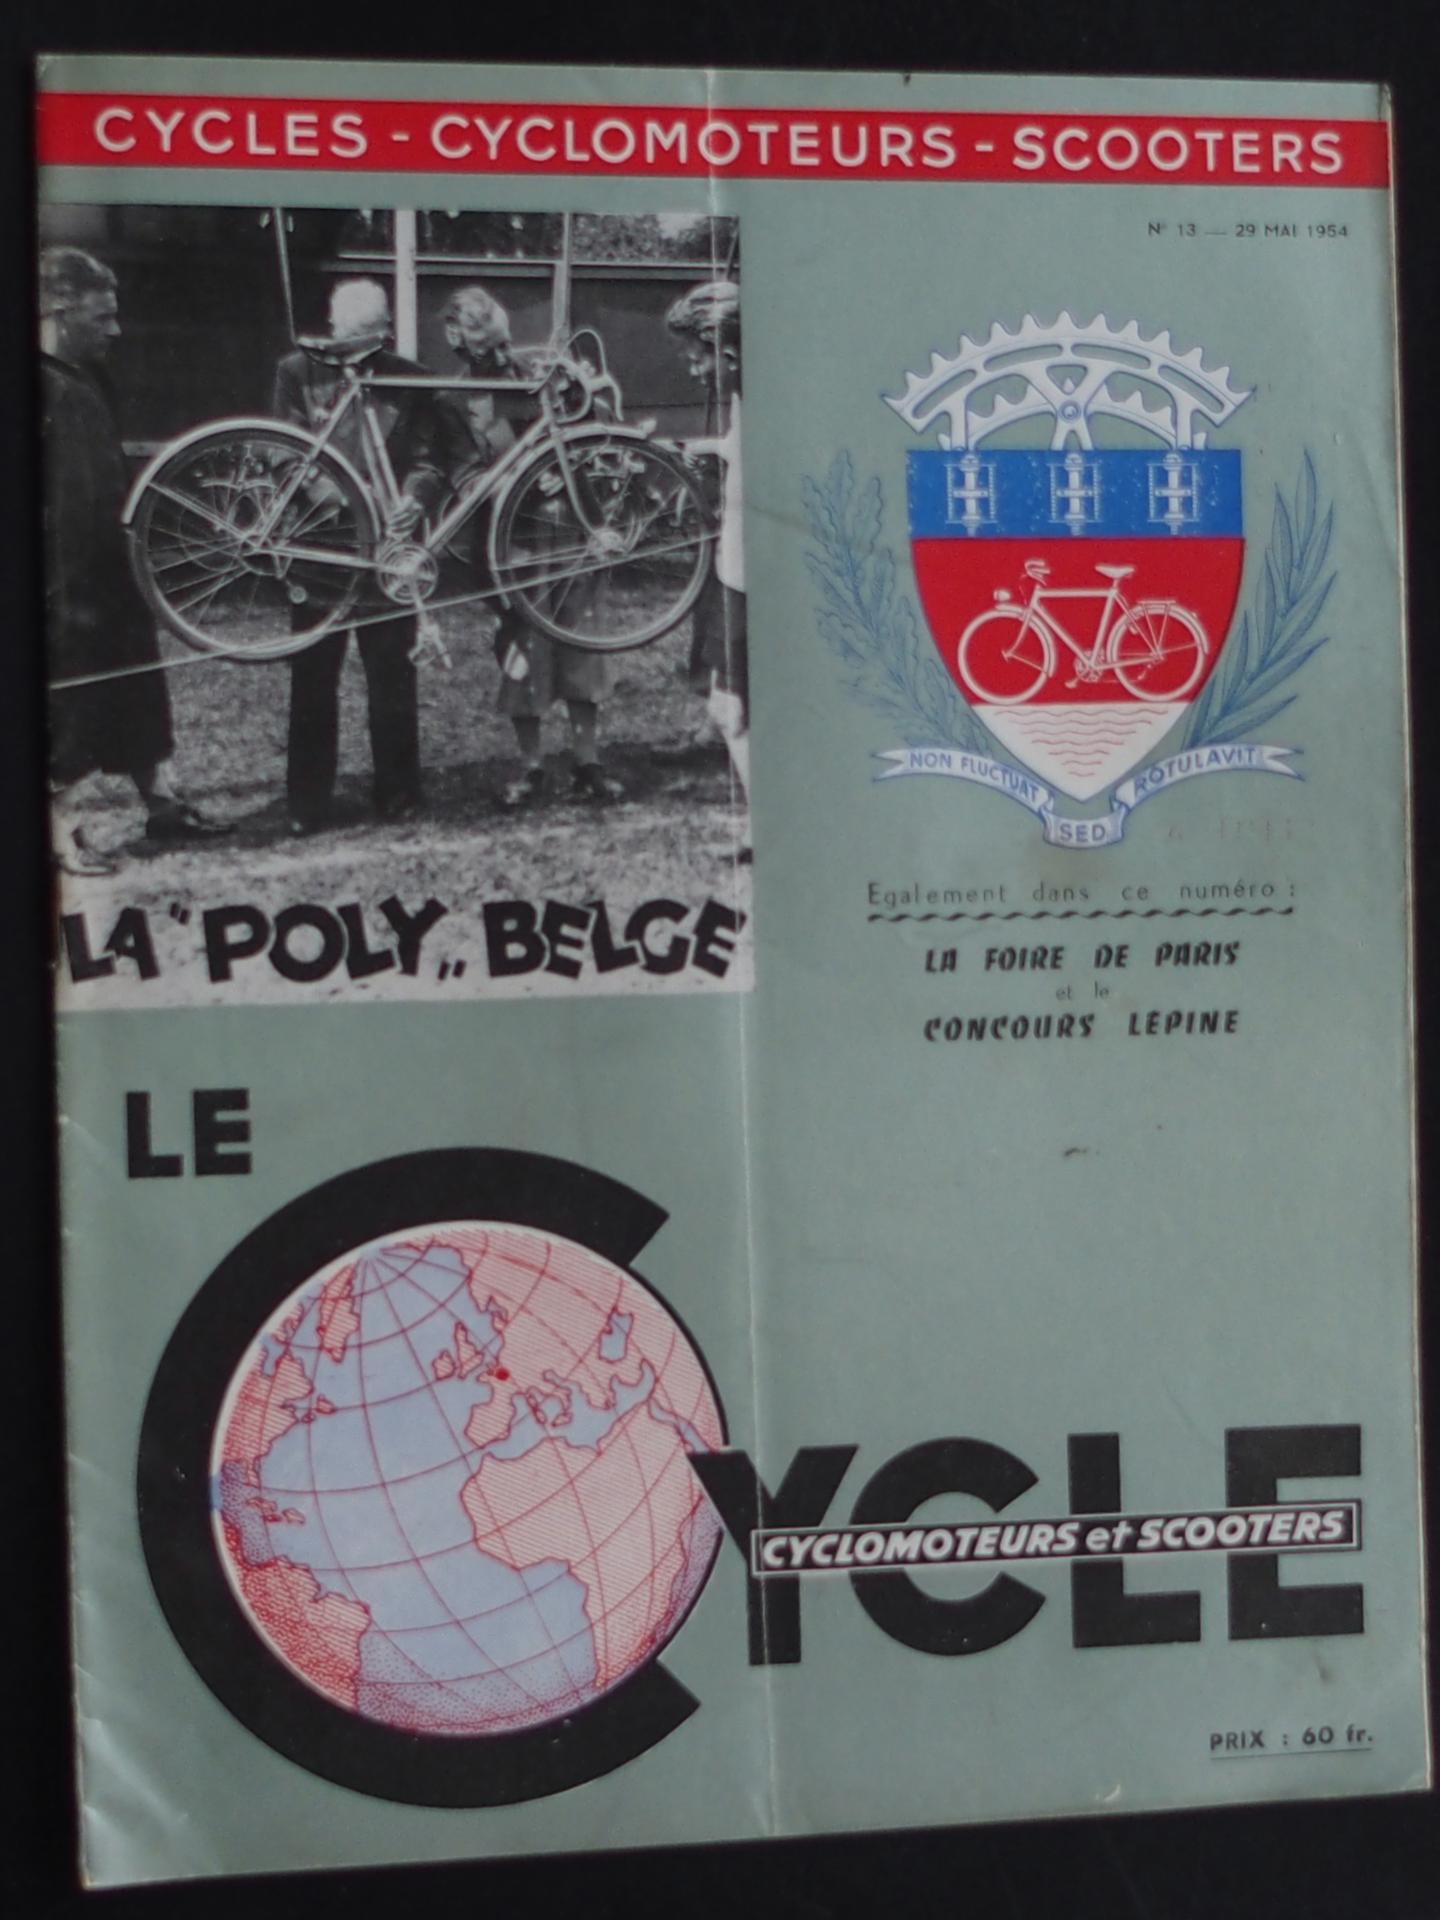 CYCLES - CYCLOMOTEURS - SCOOTERS
N° 13 — 29 MAI 1954
NON FLUCTUAT SED ROTULAVIT
LA "POLY„ BELGE
Egalement dans ce numéro :
LA FOIRE DE PARIS
et le
CONCOURS LÉPINE
LE
CYCLE
CYCLOMOTEURS et SCOOTERS
PRIX : 60 fr.